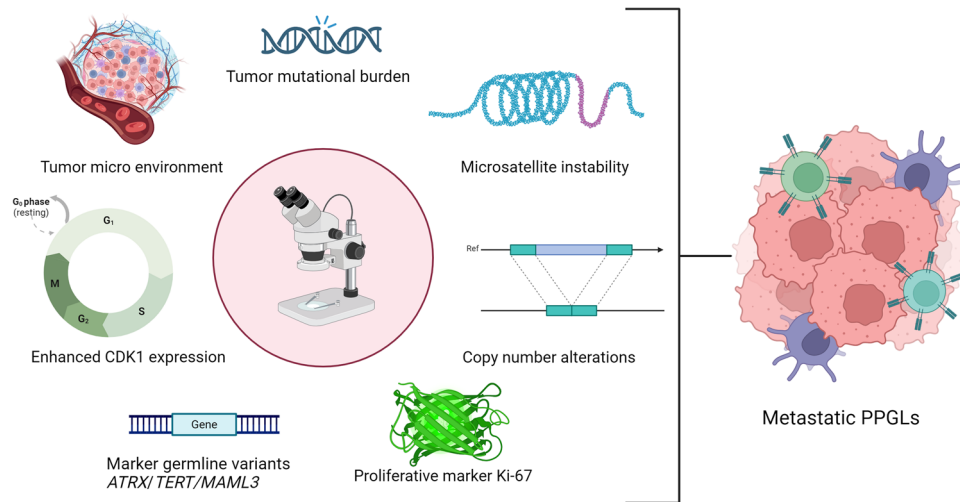 Tumor mutational burden
Tumor micro environment
Microsatellite instability
G₀ phase
(resting)
G₁
M
S
G₂
Ref
Enhanced CDK1 expression
Copy number alterations
Metastatic PPGLs
Gene
Marker germline variants
ATRX/TERT/MAML3
Proliferative marker Ki-67